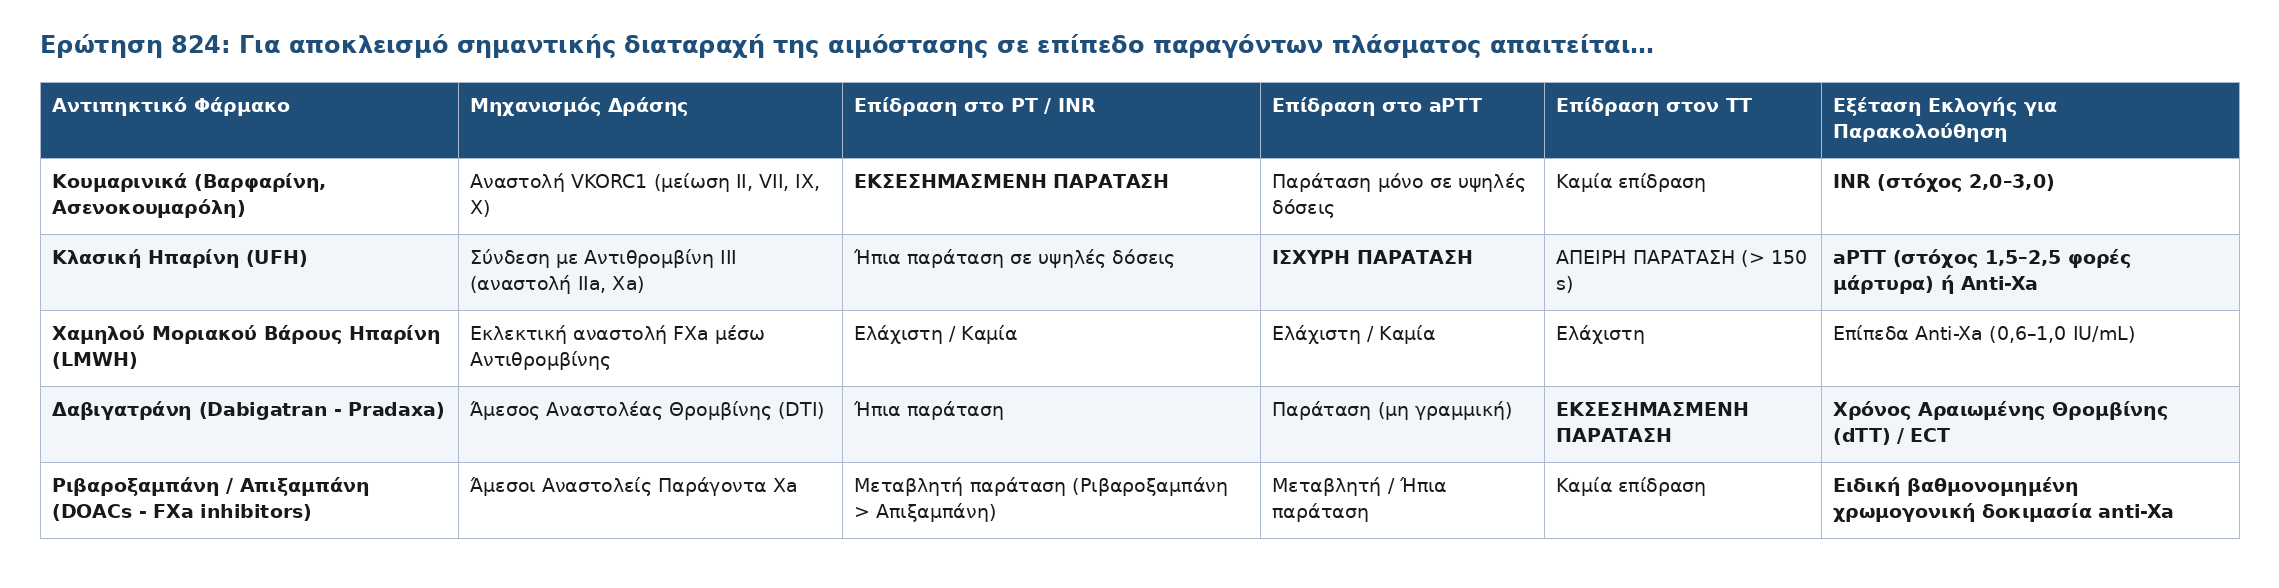 Ερώτηση 824: Για αποκλεισμό σημαντικής διαταραχή της αιμόστασης σε επίπεδο παραγόντων πλάσματος απαιτείται...
Αντιπηκτικό Φάρμακο
Μηχανισμός Δράσης
Επίδραση στο PT / INR
Επίδραση στο aPTT
Επίδραση στον TT
Εξέταση Εκλογής για
Παρακολούθηση
Κουμαρινικά (Βαρφαρίνη,
Ασενοκουμαρόλη)
Αναστολή VKORC1 (μείωση II, VII, IX,
X)
ΕΚΣΕΣΗΜΑΣΜΕΝΗ ΠΑΡΑΤΑΣΗ
Παράταση μόνο σε υψηλές
δόσεις
Καμία επίδραση
INR (στόχος 2,0–3,0)
Κλασική Ηπαρίνη (UFH)
Σύνδεση με Αντιθρομβίνη III
(αναστολή IIa, Xa)
Ήπια παράταση σε υψηλές δόσεις
ΙΣΧΥΡΗ ΠΑΡΑΤΑΣΗ
ΑΠΕΙΡΗ ΠΑΡΑΤΑΣΗ (> 150
s)
aPTT (στόχος 1,5–2,5 φορές
μάρτυρα) ή Anti-Xa
Χαμηλού Μοριακού Βάρους Ηπαρίνη
(LMWH)
Εκλεκτική αναστολή FXa μέσω
Αντιθρομβίνης
Ελάχιστη / Καμία
Ελάχιστη / Καμία
Ελάχιστη
Επίπεδα Anti-Xa (0,6–1,0 IU/mL)
Δαβιγατράνη (Dabigatran - Pradaxa)
Άμεσος Αναστολέας Θρομβίνης (DTI)
Ήπια παράταση
Παράταση (μη γραμμική)
ΕΚΣΕΣΗΜΑΣΜΕΝΗ
ΠΑΡΑΤΑΣΗ
Χρόνος Αραιωμένης Θρομβίνης
(dTT) / ECT
Ριβαροξαμπάνη / Απιξαμπάνη
(DOACs - FXa inhibitors)
Άμεσοι Αναστολείς Παράγοντα Xa
Μεταβλητή παράταση (Ριβαροξαμπάνη
> Απιξαμπάνη)
Μεταβλητή / Ήπια
παράταση
Καμία επίδραση
Ειδική βαθμονομημένη
χρωμογονική δοκιμασία anti-Xa